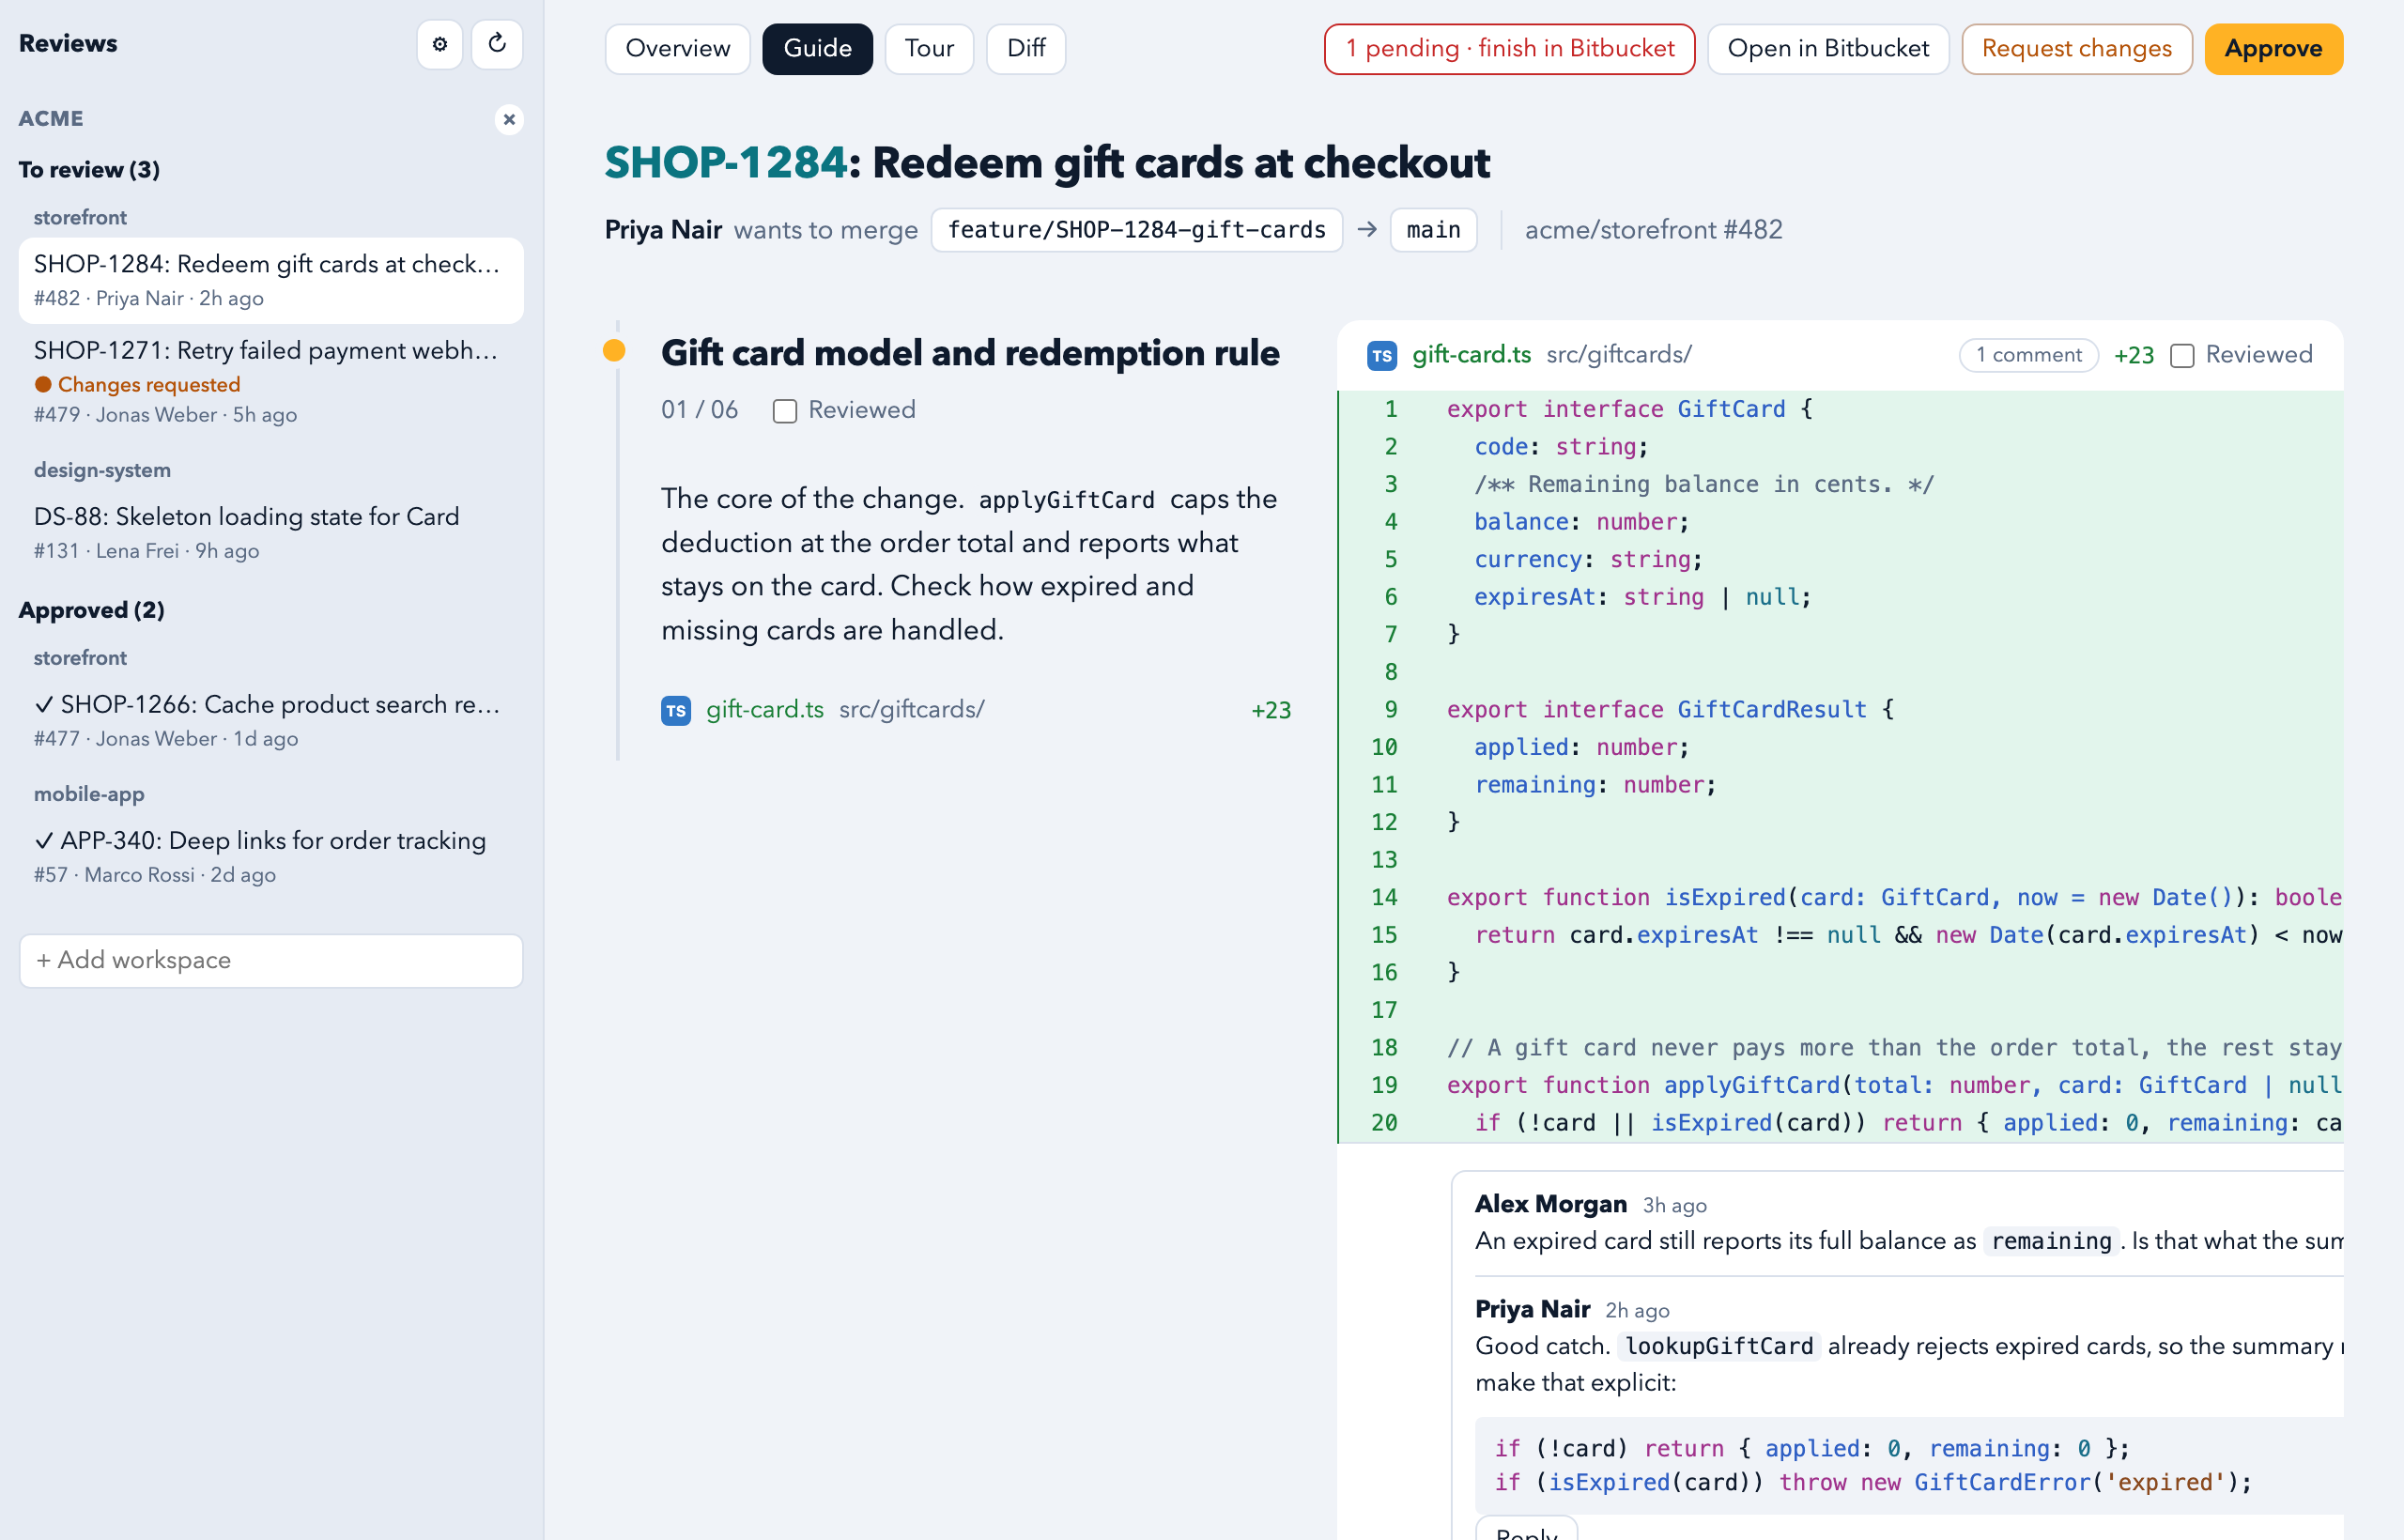 Reviews
ACME
To review (3)
storefront
SHOP-1284: Redeem gift cards at check…
#482 · Priya Nair · 2h ago
SHOP-1271: Retry failed payment webh…
Changes requested
#479 · Jonas Weber · 5h ago
design-system
DS-88: Skeleton loading state for Card
#131 · Lena Frei · 9h ago
Approved (2)
storefront
✓ SHOP-1266: Cache product search re…
#477 · Jonas Weber · 1d ago
mobile-app
✓ APP-340: Deep links for order tracking
#57 · Marco Rossi · 2d ago
+ Add workspace
Overview Guide Tour Diff
1 pending · finish in Bitbucket Open in Bitbucket Request changes Approve
SHOP-1284: Redeem gift cards at checkout
Priya Nair wants to merge feature/SHOP-1284-gift-cards → main acme/storefront #482
Gift card model and redemption rule
01 / 06 Reviewed
The core of the change. applyGiftCard caps the
deduction at the order total and reports what
stays on the card. Check how expired and
missing cards are handled.
TS gift-card.ts src/giftcards/ +23
TS gift-card.ts src/giftcards/ 1 comment +23 Reviewed
1 export interface GiftCard {
2 code: string;
3 /** Remaining balance in cents. */
4 balance: number;
5 currency: string;
6 expiresAt: string | null;
7 }
8
9 export interface GiftCardResult {
10 applied: number;
11 remaining: number;
12 }
13
14 export function isExpired(card: GiftCard, now = new Date()): boole
15 return card.expiresAt !== null && new Date(card.expiresAt) < now
16 }
17
18 // A gift card never pays more than the order total, the rest stay
19 export function applyGiftCard(total: number, card: GiftCard | null
20 if (!card || isExpired(card)) return { applied: 0, remaining: ca
Alex Morgan 3h ago
An expired card still reports its full balance as remaining. Is that what the sum
Priya Nair 2h ago
Good catch. lookupGiftCard already rejects expired cards, so the summary
make that explicit:
if (!card) return { applied: 0, remaining: 0 };
if (isExpired(card)) throw new GiftCardError('expired');
Reply